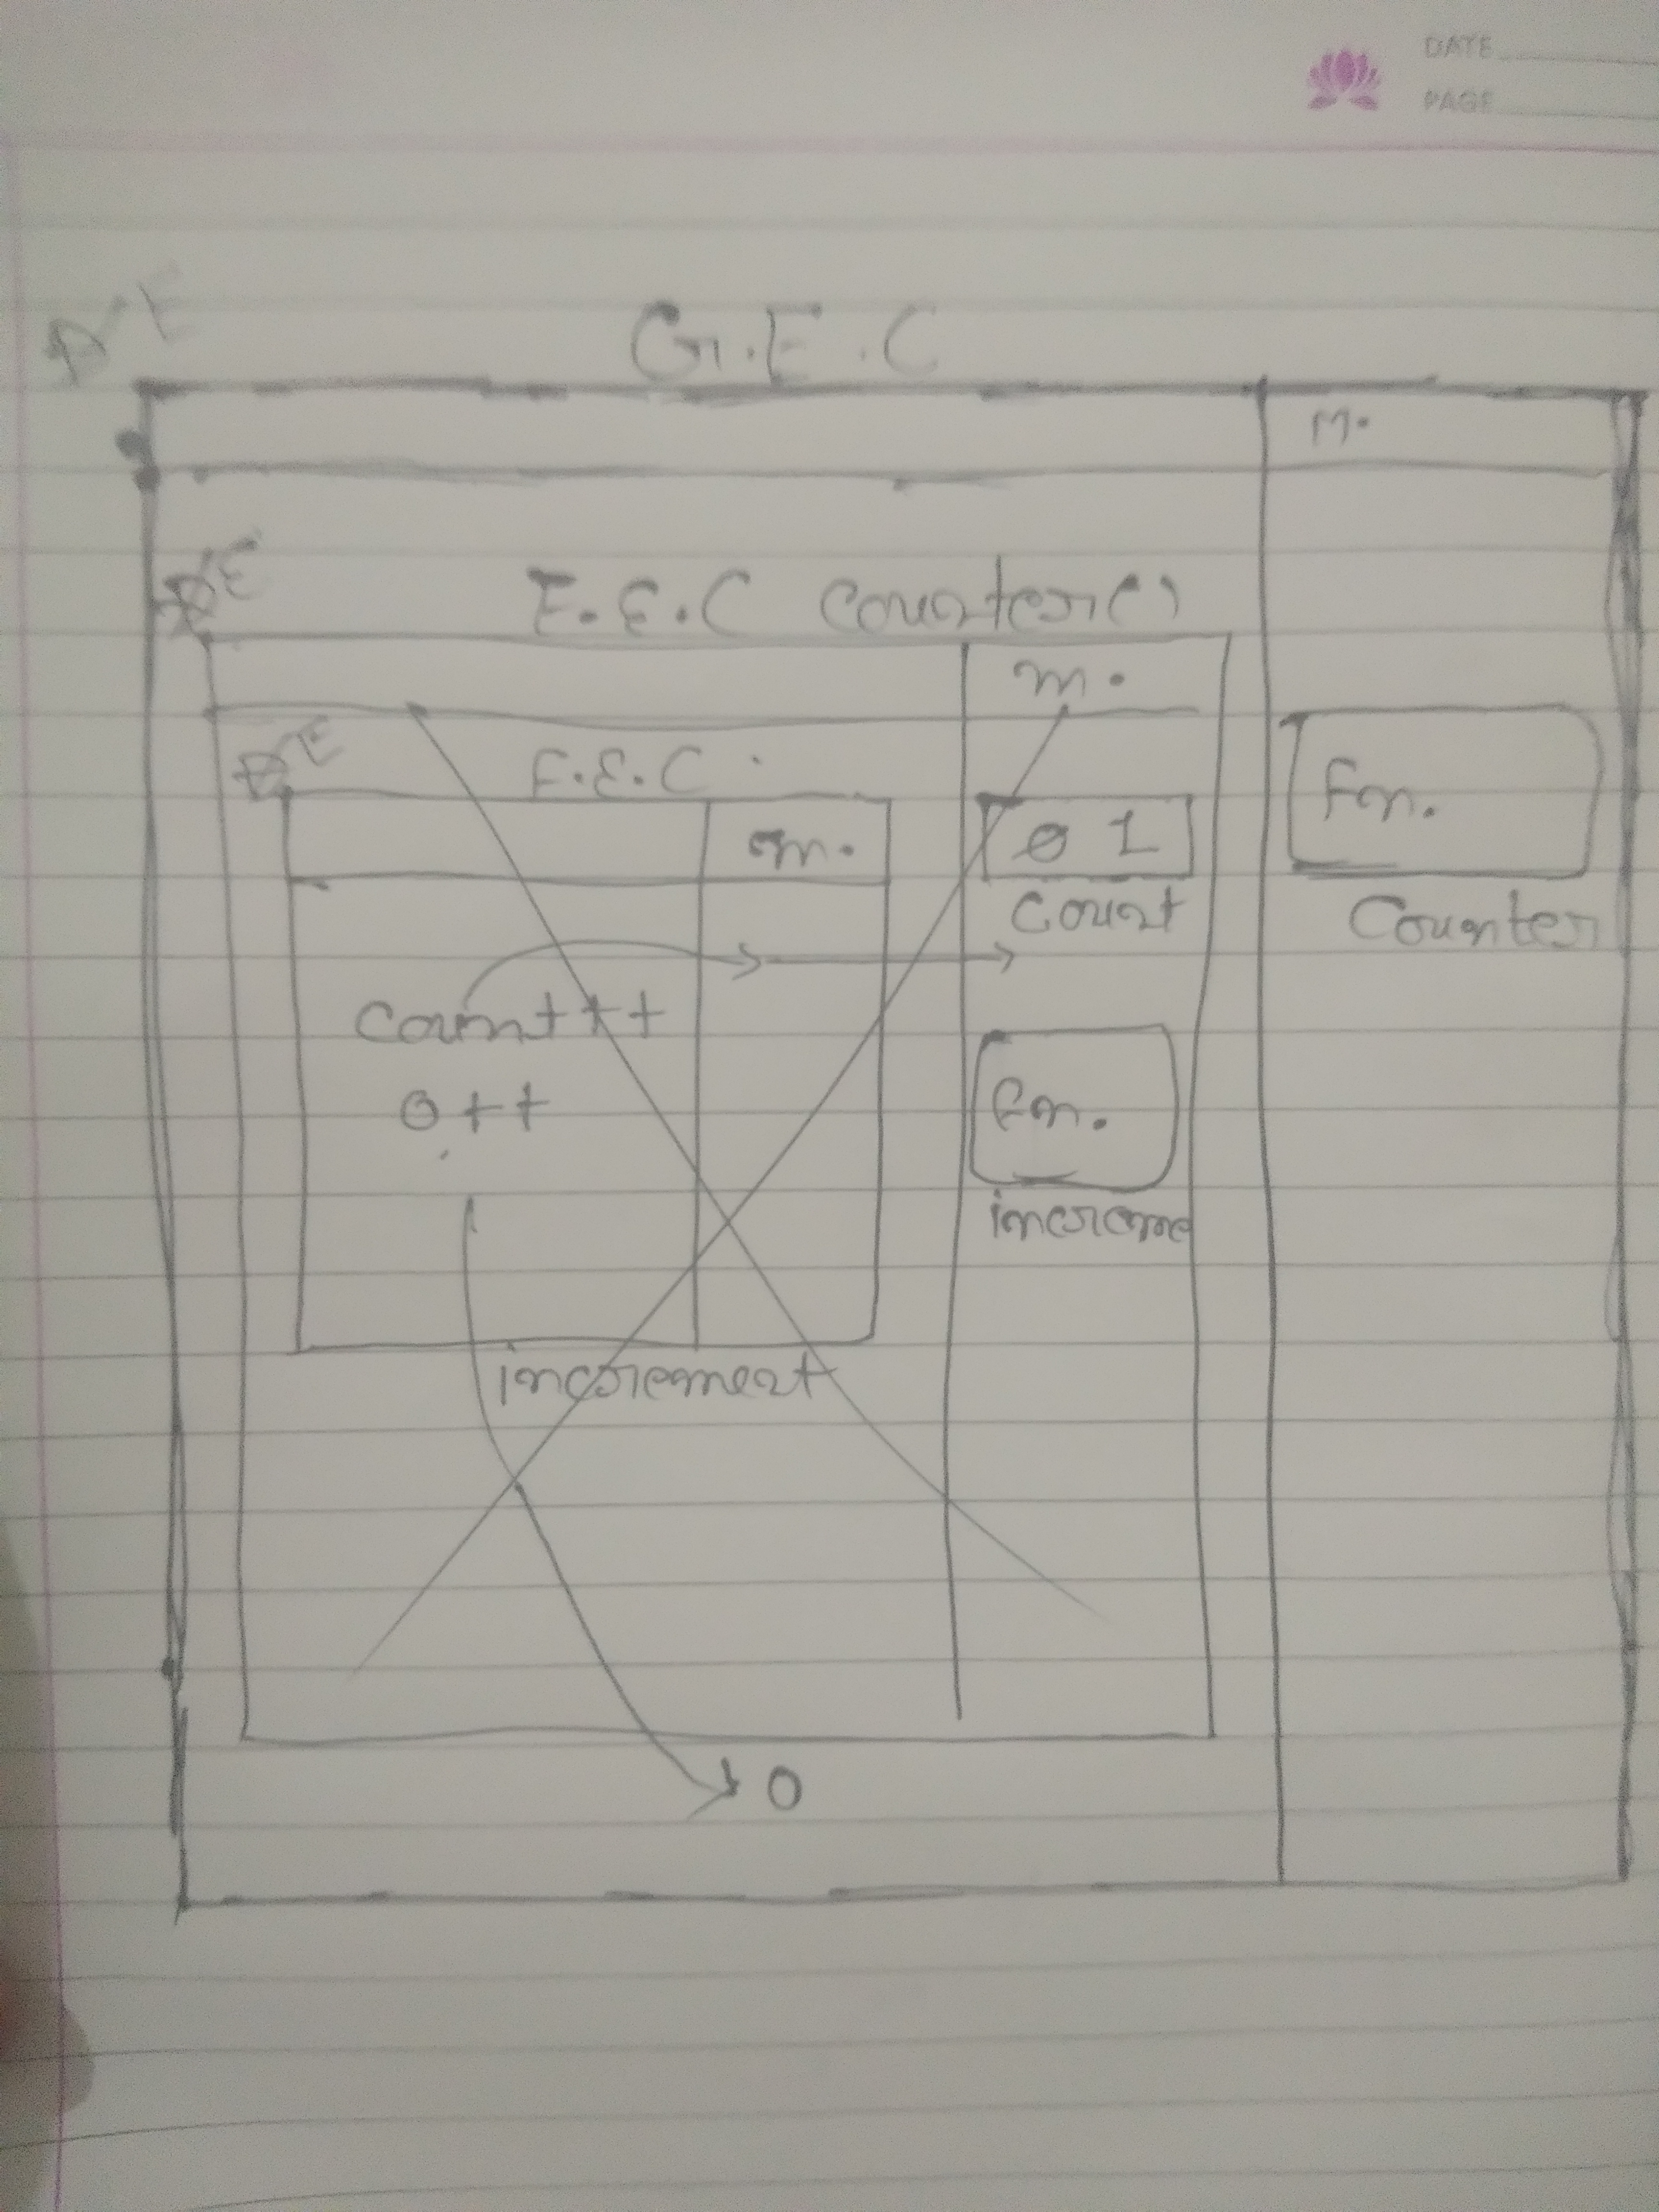 DATE
PAGE
G.E.C
M.
E
F.E.C Counter()
m.
E
F.E.C.
m.
0 1
Fn.
Count
Counter
Count++
0++
Fn.
increme
increment
0